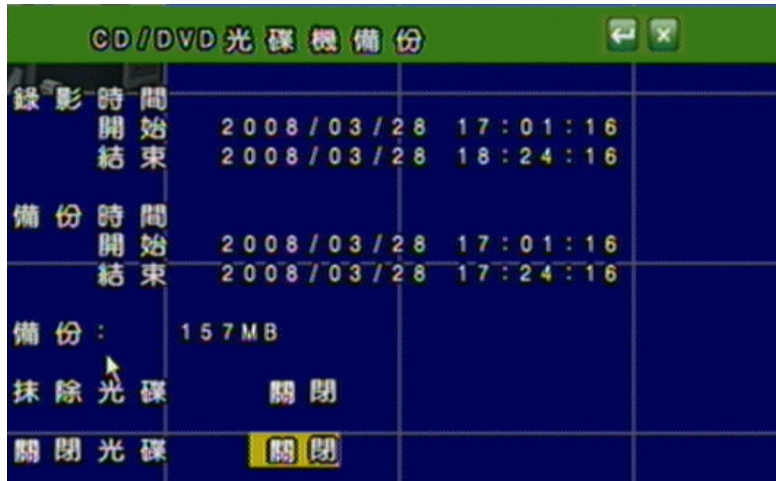 CD/DVD光碟機備份
錄影時間
開始 2008/03/28 17:01:16
結束 2008/03/28 18:24:16
備份時間
開始 2008/03/28 17:01:16
結束 2008/03/28 17:24:16
備份: 157MB
抹除光碟 關閉
關閉光碟 關閉